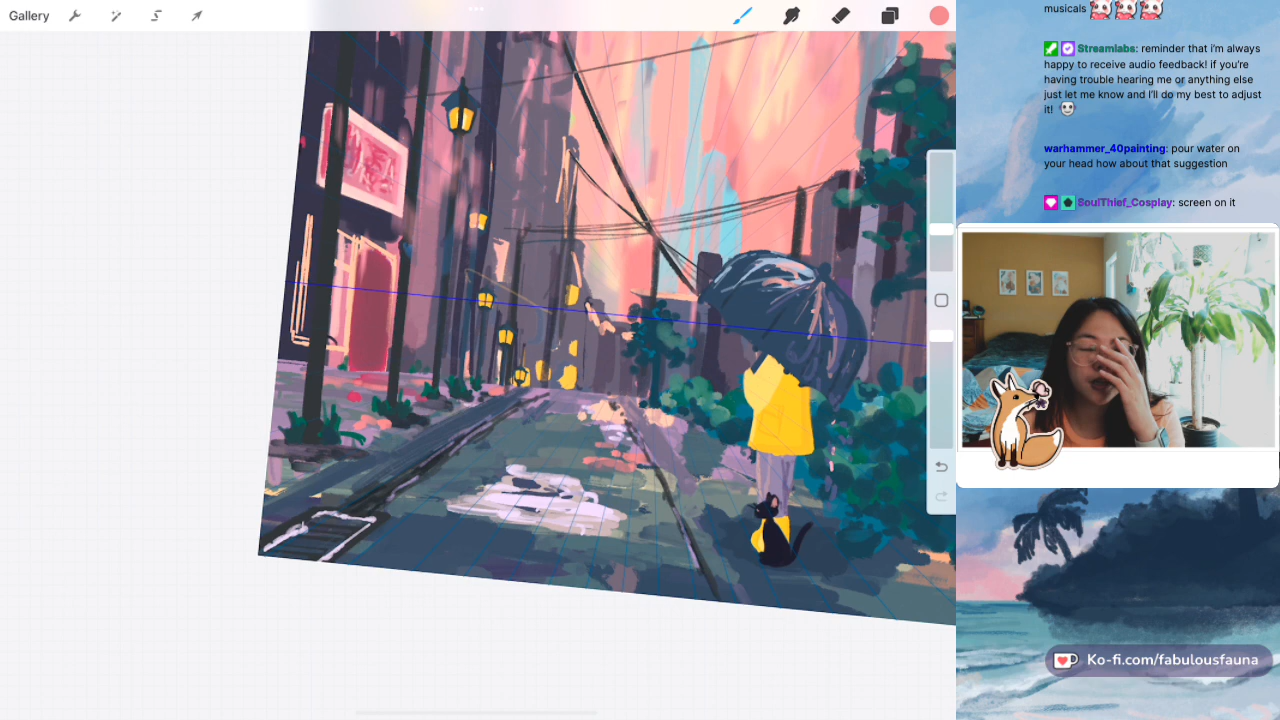 Gallery
musicals
Streamlabs: reminder that i'm always
happy to receive audio feedback! if you're
having trouble hearing me or anything else
just let me know and I'll do my best to adjust
it!
warhammer_40painting: pour water on
your head how about that suggestion
SoulThief_Cosplay: screen on it
Ko-fi.com/fabulousfauna